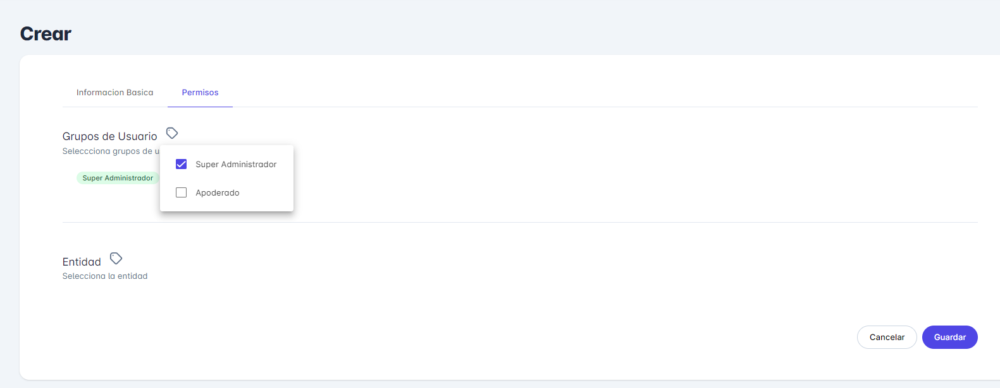 Crear
Informacion Basica
Permisos
Grupos de Usuario
Seleccciona grupos de
Super Administrador
Super Administrador
Apoderado
Entidad
Selecciona la entidad
Cancelar
Guardar